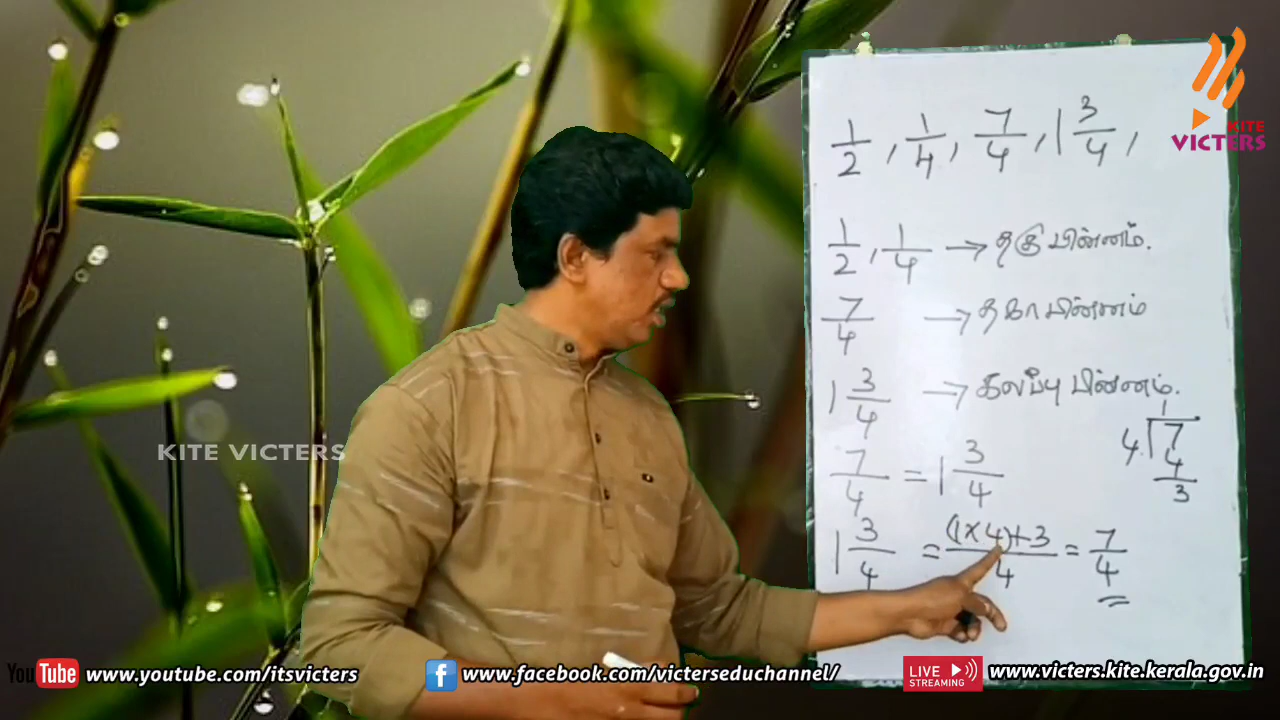 1/2 , 1/4 , 7/4 , 1 3/4 ,
KITE
VICTERS
1/2 , 1/4 → தகு பின்னம்.
7/4 → தகா பின்னம்
1 3/4 → கலப்பு பின்னம்.
7/4 = 1 3/4
1
4 7
4
3
1 3/4 = (1×4)+3/4 = 7/4
KITE VICTERS
YouTube www.youtube.com/itsvicters
f www.facebook.com/victerseduchannel/
LIVE STREAMING www.victers.kite.kerala.gov.in